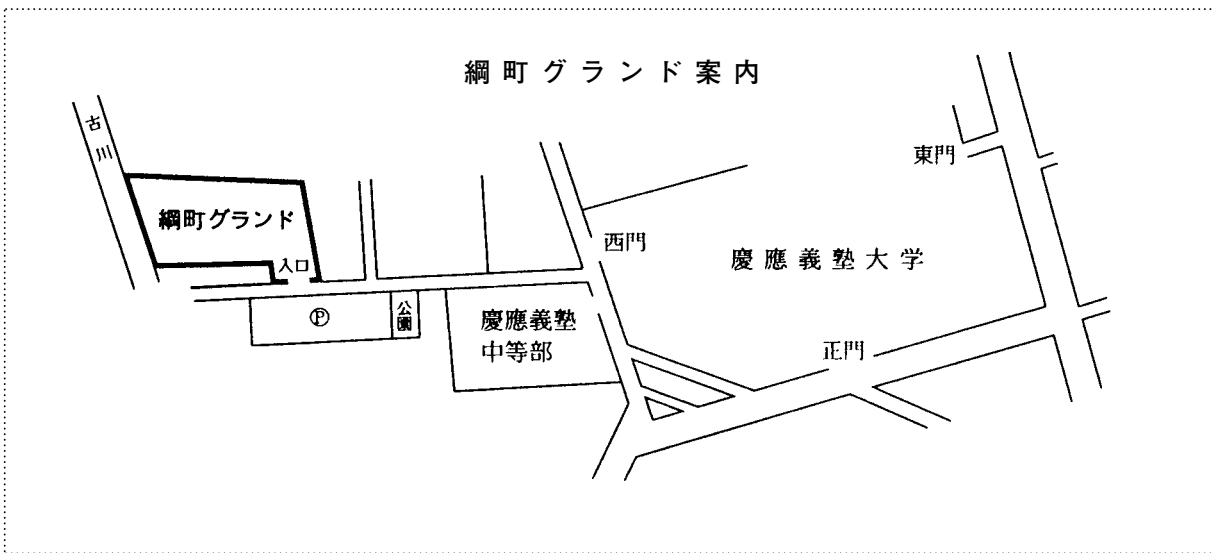 綱町グランド案内
古川
東門
綱町グランド
西門
入口
慶應義塾大学
Ⓟ
公園
慶應義塾
中等部
正門